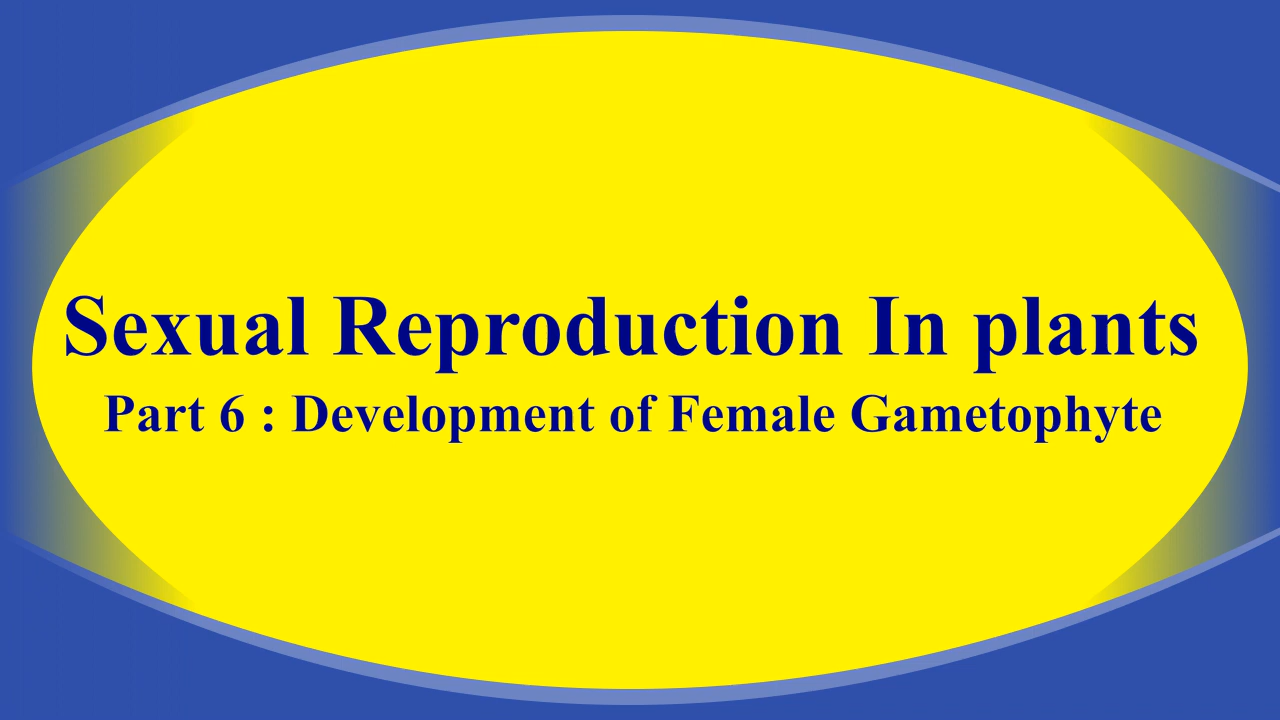 Sexual Reproduction In plants
Part 6 : Development of Female Gametophyte